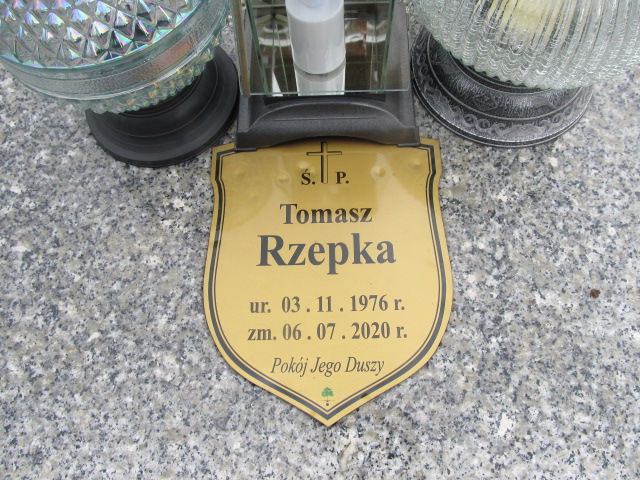 Ś. P.
Tomasz
Rzepka
ur. 03.11.1976 r.
zm. 06.07.2020 r.
Pokój Jego Duszy